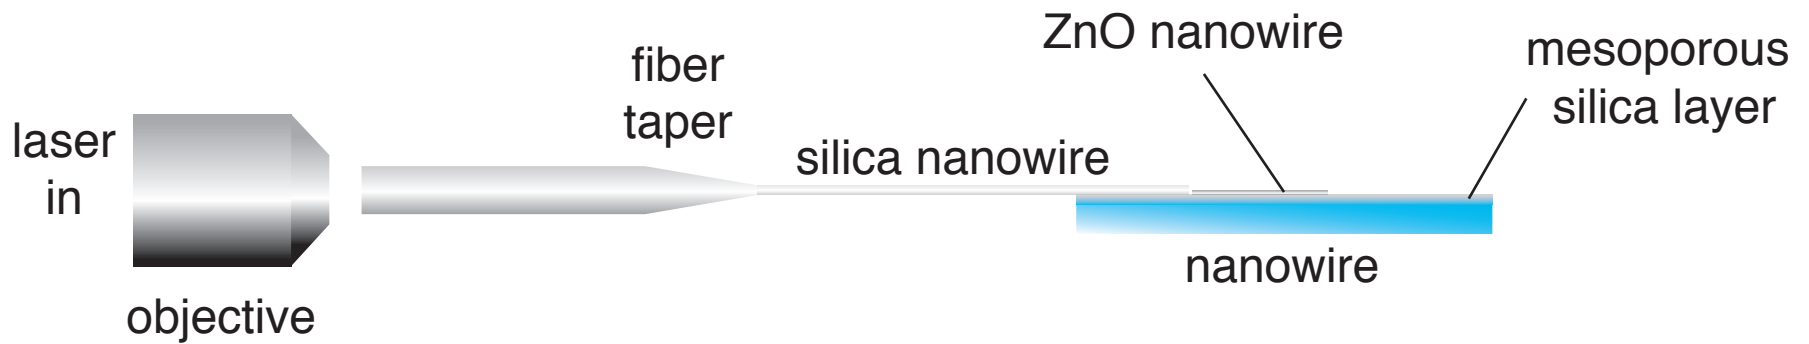 laser
in
objective
fiber
taper
silica nanowire
ZnO nanowire
mesoporous
silica layer
nanowire